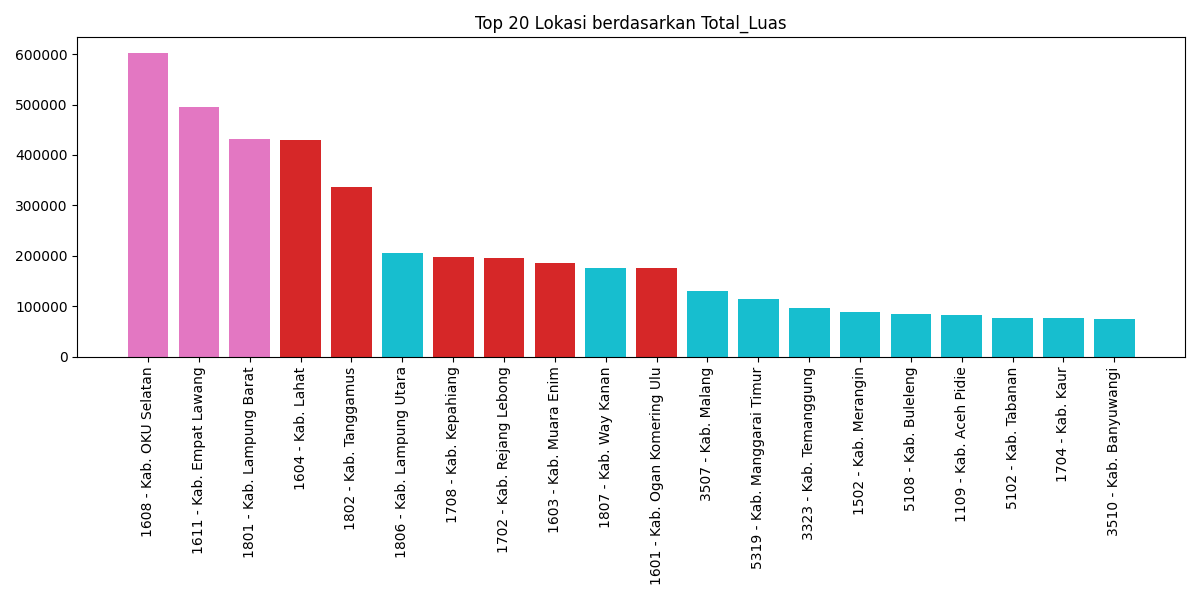 Top 20 Lokasi berdasarkan Total_Luas
600000
500000
400000
300000
200000
100000
0
1608 - Kab. OKU Selatan
1611 - Kab. Empat Lawang
1801 - Kab. Lampung Barat
1604 - Kab. Lahat
1802 - Kab. Tanggamus
1806 - Kab. Lampung Utara
1708 - Kab. Kepahiang
1702 - Kab. Rejang Lebong
1603 - Kab. Muara Enim
1807 - Kab. Way Kanan
1601 - Kab. Ogan Komering Ulu
3507 - Kab. Malang
5319 - Kab. Manggarai Timur
3323 - Kab. Temanggung
1502 - Kab. Merangin
5108 - Kab. Buleleng
1109 - Kab. Aceh Pidie
5102 - Kab. Tabanan
1704 - Kab. Kaur
3510 - Kab. Banyuwangi